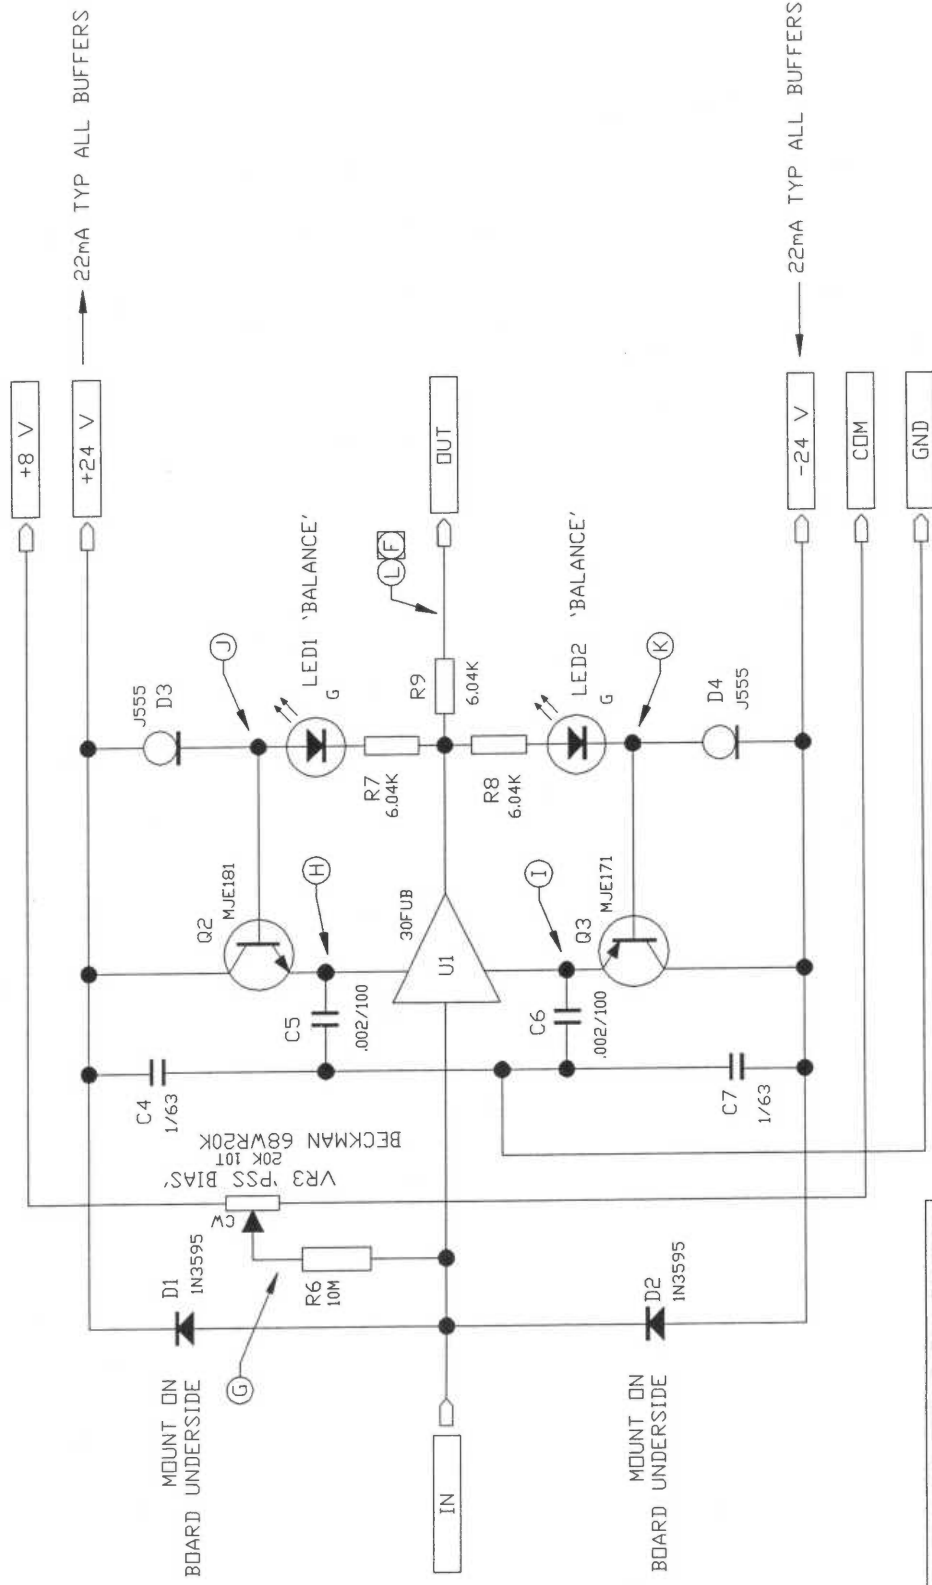 +8 V
+24 V
22mA TYP ALL BUFFERS
J555
D3
J
LED1 'BALANCE'
G
R7
6.04K
Q2
MJE181
H
C5
.002/100
C4
1/63
VR3 'PSS BIAS'
20K 10T
BECKMAN 68WR20K
CW
R6
10M
G
D1
1N3595
MOUNT ON
BOARD UNDERSIDE
IN
30FUB
U1
R9
6.04K
L
F
OUT
R8
6.04K
LED2 'BALANCE'
G
K
D4
J555
I
Q3
MJE171
C6
.002/100
C7
1/63
D2
1N3595
MOUNT ON
BOARD UNDERSIDE
-24 V
22mA TYP ALL BUFFERS
COM
GND